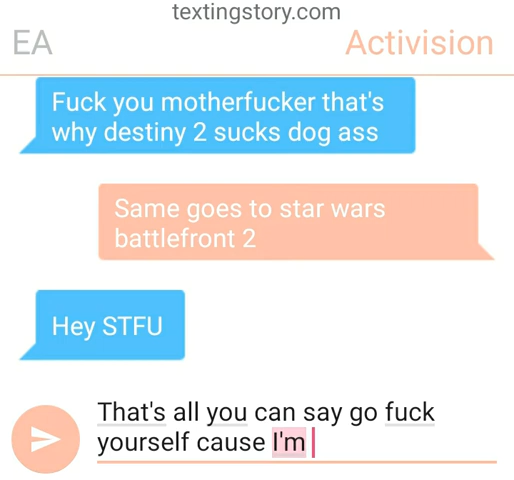 textingstory.com
EA
Activision
Fuck you motherfucker that's
why destiny 2 sucks dog ass
Same goes to star wars
battlefront 2
Hey STFU
That's all you can say go fuck
yourself cause I'm